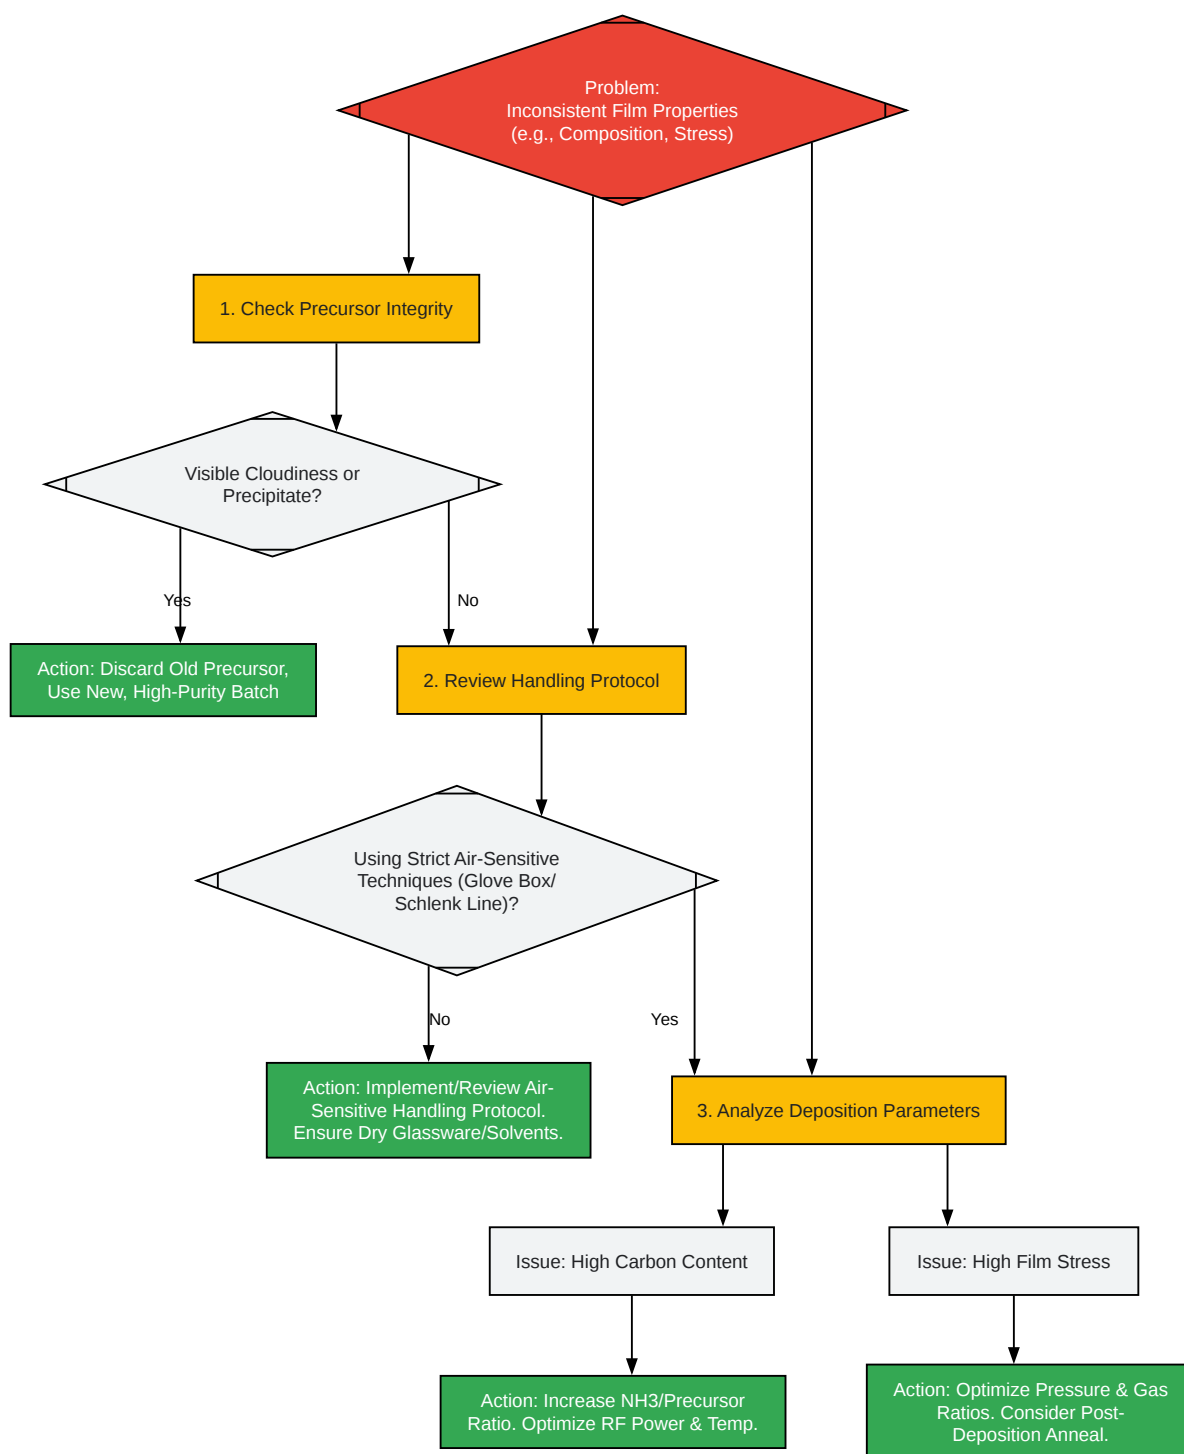 Problem:
Inconsistent Film Properties
(e.g., Composition, Stress)
1. Check Precursor Integrity
Visible Cloudiness or
Precipitate?
Yes
No
Action: Discard Old Precursor,
Use New, High-Purity Batch
2. Review Handling Protocol
Using Strict Air-Sensitive
Techniques (Glove Box/
Schlenk Line)?
No
Yes
Action: Implement/Review Air-
Sensitive Handling Protocol.
Ensure Dry Glassware/Solvents.
3. Analyze Deposition Parameters
Issue: High Carbon Content
Issue: High Film Stress
Action: Increase NH3/Precursor
Ratio. Optimize RF Power & Temp.
Action: Optimize Pressure & Gas
Ratios. Consider Post-
Deposition Anneal.